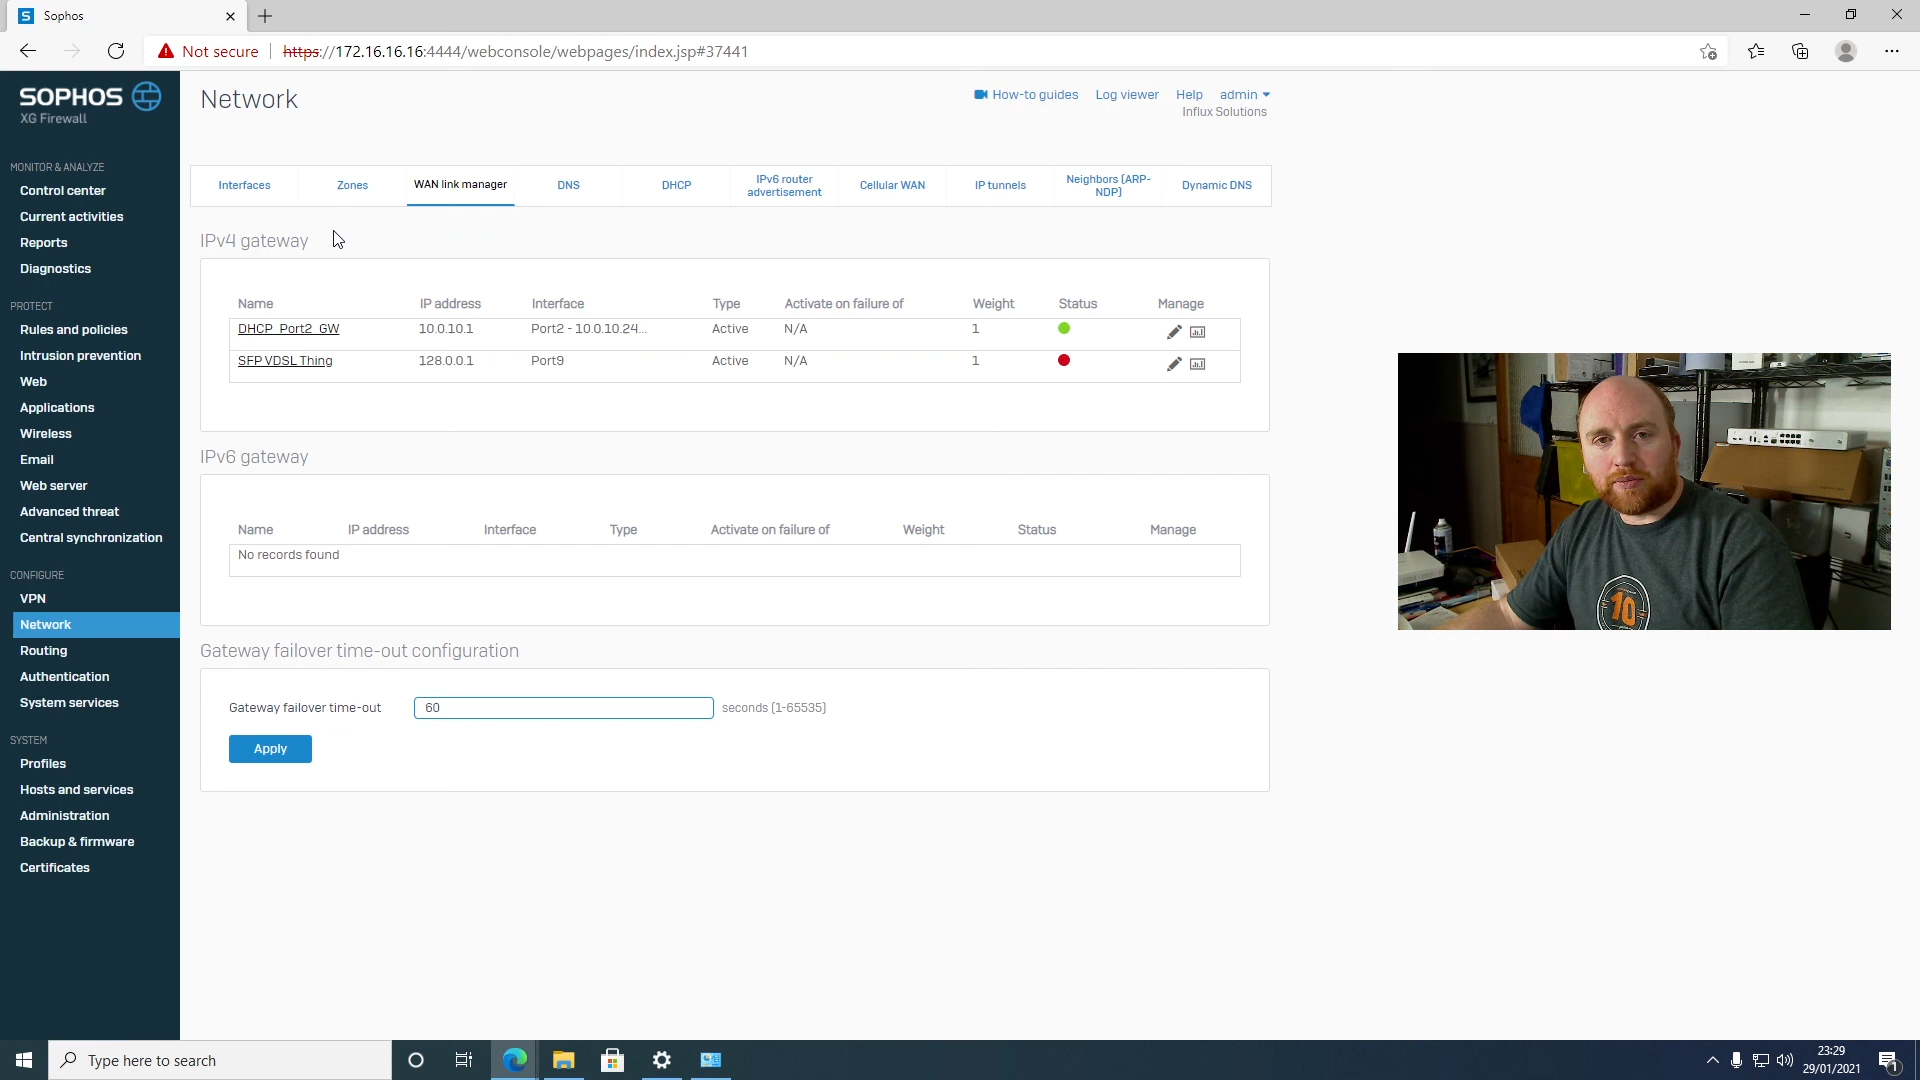 Sophos
Not secure
https://172.16.16.16:4444/webconsole/webpages/index.jsp#37441
SOPHOS
XG Firewall
Network
How-to guides
Log viewer
Help
admin
Influx Solutions
MONITOR & ANALYZE
Control center
Current activities
Reports
Diagnostics
PROTECT
Rules and policies
Intrusion prevention
Web
Applications
Wireless
Email
Web server
Advanced threat
Central synchronization
CONFIGURE
VPN
Network
Routing
Authentication
System services
SYSTEM
Profiles
Hosts and services
Administration
Backup & firmware
Certificates
Interfaces
Zones
WAN link manager
DNS
DHCP
IPv6 router
advertisement
Cellular WAN
IP tunnels
Neighbors (ARP-
NDP)
Dynamic DNS
IPv4 gateway
Name IP address Interface Type Activate on failure of Weight Status Manage
DHCP_Port2_GW 10.0.10.1 Port2 - 10.0.10.24... Active N/A 1
SFP VDSL Thing 128.0.0.1 Port9 Active N/A 1
IPv6 gateway
Name IP address Interface Type Activate on failure of Weight Status Manage
No records found
Gateway failover time-out configuration
Gateway failover time-out 60 seconds (1-65535)
Apply
10
Type here to search
23:29
29/01/2021
1